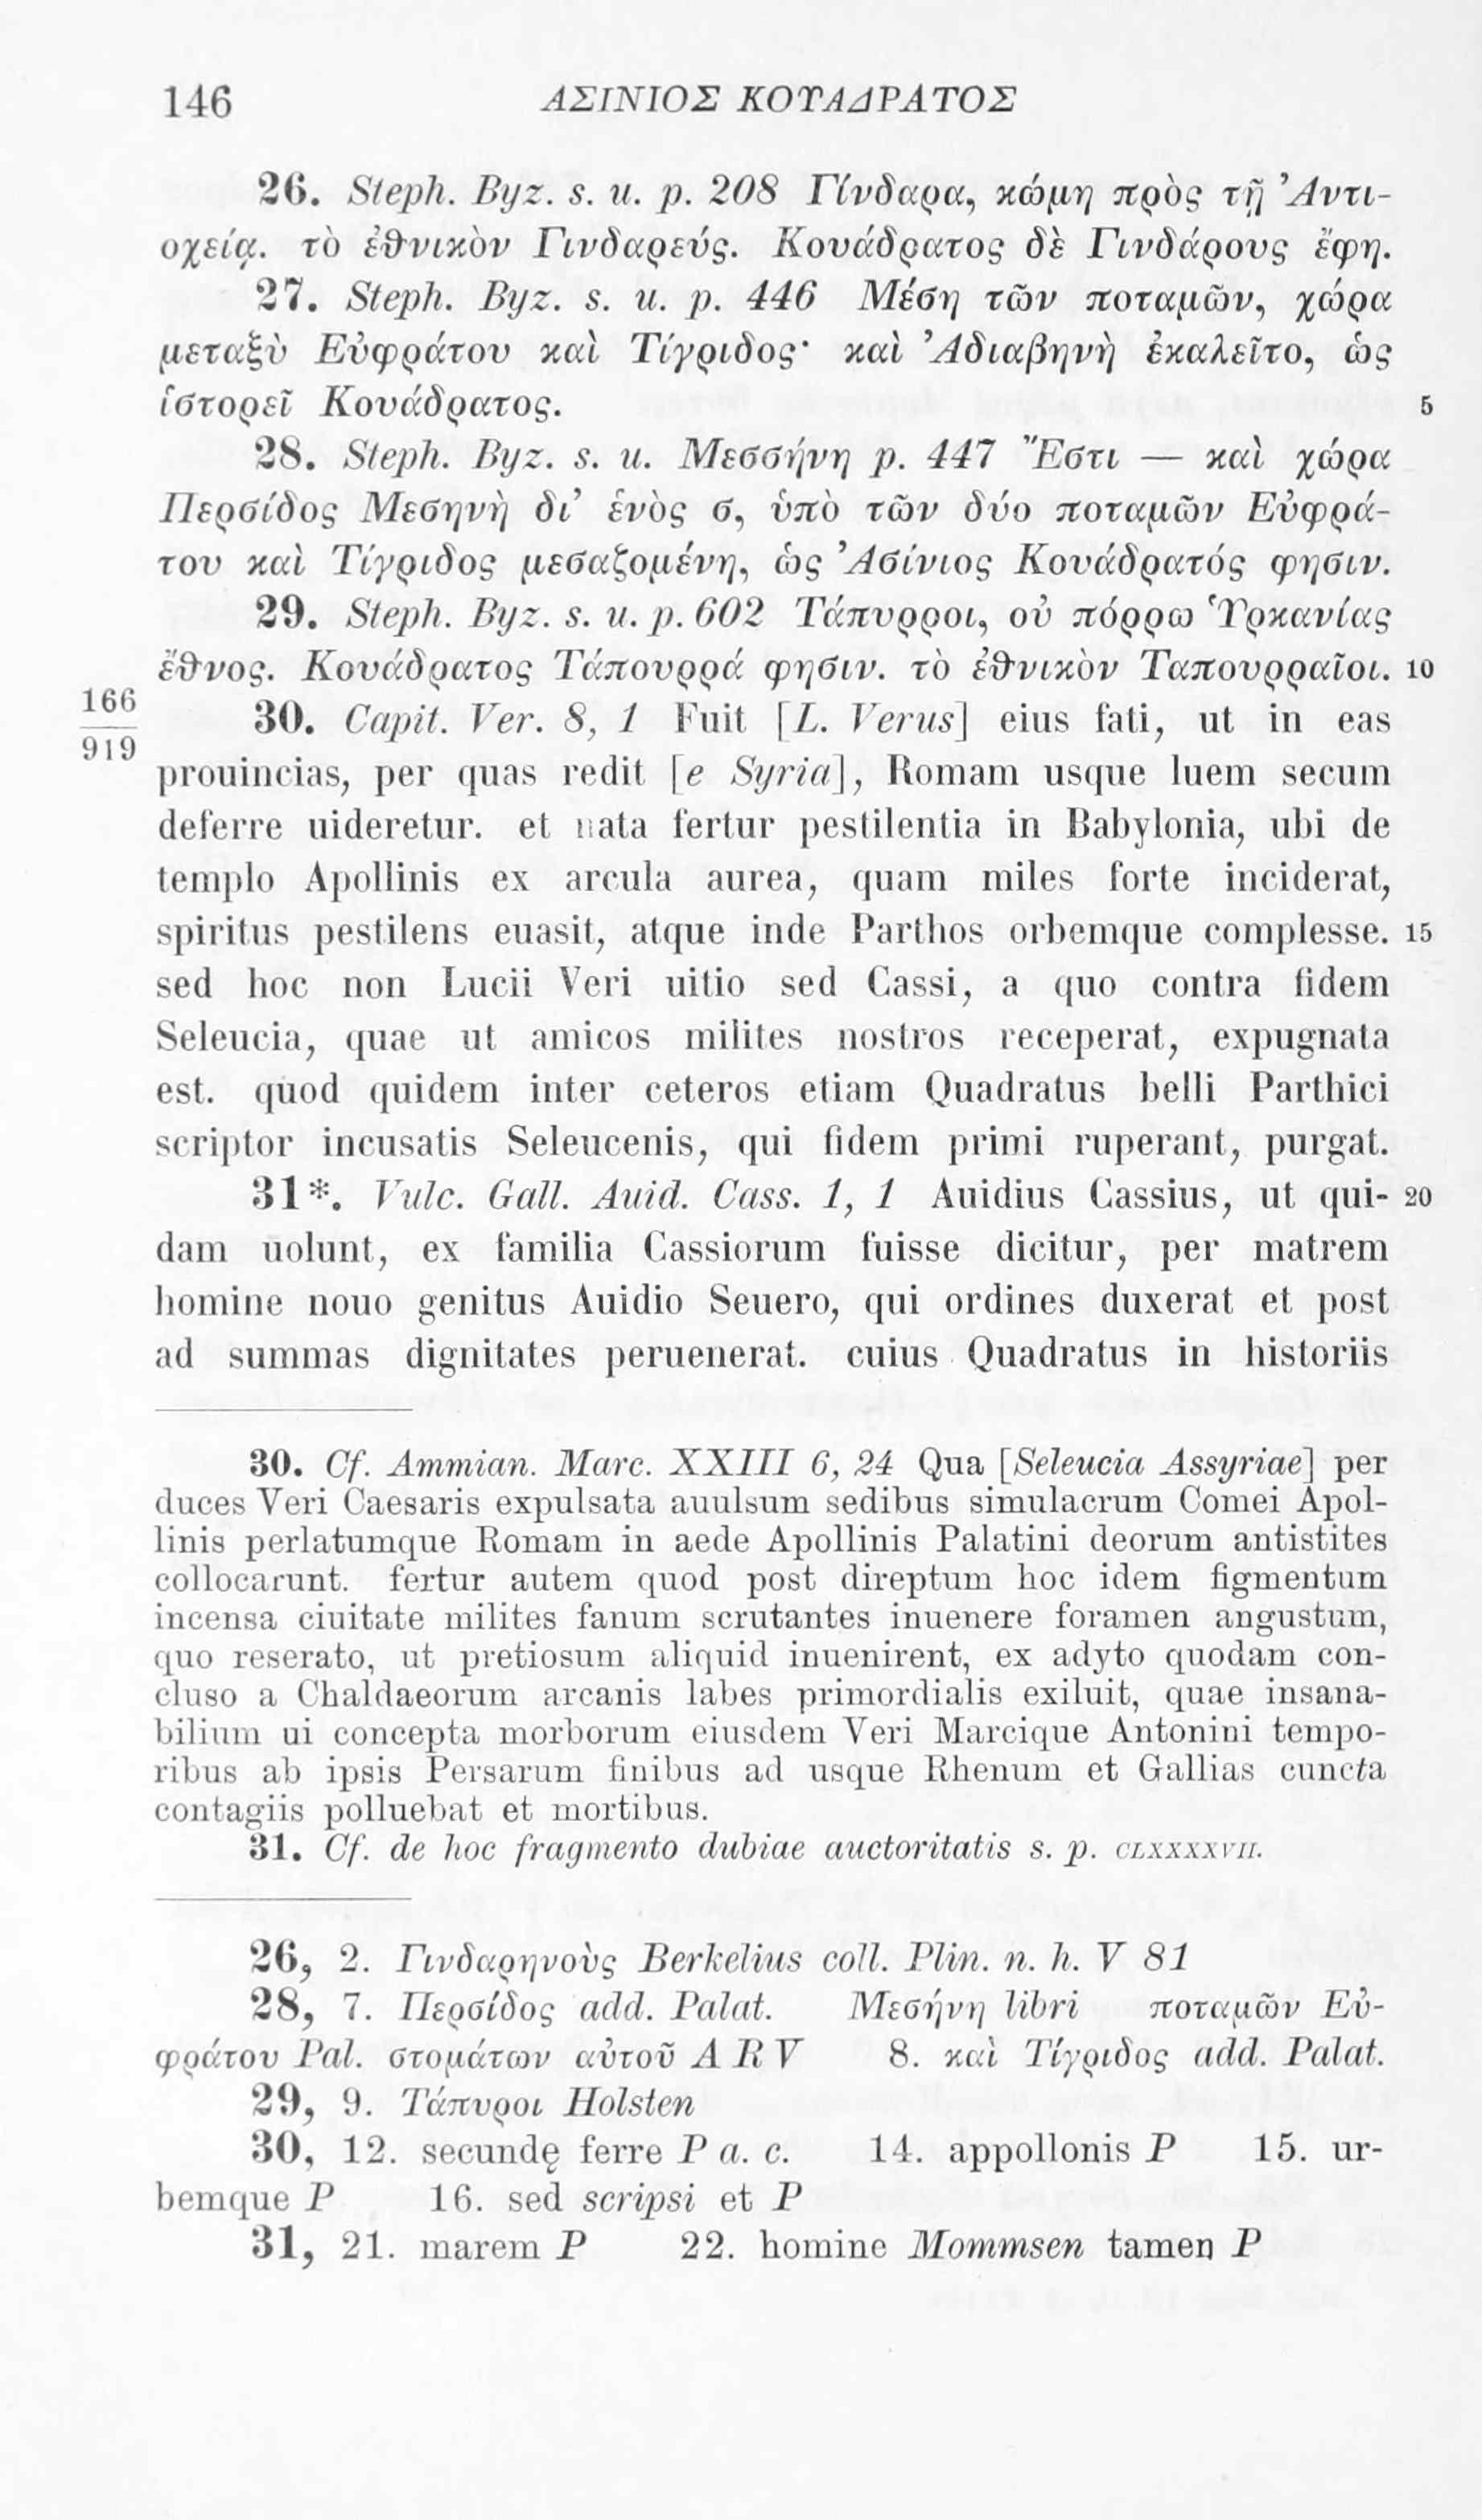 146 ΑΣΙΝΙΟΣ ΚΟΥΑΔΡΑΤΟΣ
26. Steph. Byz. s. u. p. 208 Γίνδαρα, κώμη πρὸς τῇ Ἀντι-
οχείᾳ. τὸ ἐθνικὸν Γινδαρεύς. Κουάδρατος δὲ Γινδάρους ἔφη.
27. Steph. Byz. s. u. p. 446 Μέση τῶν ποταμῶν, χώρα
μεταξὺ Εὐφράτου καὶ Τίγριδος· καὶ Ἀδιαβηνὴ ἐκαλεῖτο, ὡς
ἱστορεῖ Κουάδρατος. 5
28. Steph. Byz. s. u. Μεσσήνη p. 447 Ἔστι — καὶ χώρα
Περσίδος Μεσηνὴ δι’ ἑνὸς σ, ὑπὸ τῶν δύο ποταμῶν Εὐφρά-
του καὶ Τίγριδος μεσαζομένη, ὡς Ἀσίνιος Κουάδρατός φησιν.
29. Steph. Byz. s. u. p. 602 Τάπυρροι, οὐ πόρρω Ὑρκανίας
ἔθνος. Κουάδρατος Τάπουρρά φησιν. τὸ ἐθνικὸν Ταπουρραῖοι. 10
166
919
30. Capit. Ver. 8, 1 Fuit [L. Verus] eius fati, ut in eas
prouincias, per quas redit [e Syria], Romam usque luem secum
deferre uideretur. et nata fertur pestilentia in Babylonia, ubi de
templo Apollinis ex arcula aurea, quam miles forte inciderat,
spiritus pestilens euasit, atque inde Parthos orbemque complesse. 15
sed hoc non Lucii Veri uitio sed Cassi, a quo contra fidem
Seleucia, quae ut amicos milites nostros receperat, expugnata
est. quod quidem inter ceteros etiam Quadratus belli Parthici
scriptor incusatis Seleucenis, qui fidem primi ruperant, purgat.
31*. Vulc. Gall. Auid. Cass. 1, 1 Auidius Cassius, ut qui- 20
dam uolunt, ex familia Cassiorum fuisse dicitur, per matrem
homine nouo genitus Auidio Seuero, qui ordines duxerat et post
ad summas dignitates peruenerat. cuius Quadratus in historiis
30. Cf. Ammian. Marc. XXIII 6, 24 Qua [Seleucia Assyriae] per
duces Veri Caesaris expulsata auulsum sedibus simulacrum Comei Apol-
linis perlatumque Romam in aede Apollinis Palatini deorum antistites
collocarunt. fertur autem quod post direptum hoc idem figmentum
incensa ciuitate milites fanum scrutantes inuenere foramen angustum,
quo reserato, ut pretiosum aliquid inuenirent, ex adyto quodam con-
cluso a Chaldaeorum arcanis labes primordialis exiluit, quae insana-
bilium ui concepta morborum eiusdem Veri Marcique Antonini tempo-
ribus ab ipsis Persarum finibus ad usque Rhenum et Gallias cuncta
contagiis polluebat et mortibus.
31. Cf. de hoc fragmento dubiae auctoritatis s. p. CLXXXXVII.
26, 2. Γινδαρηνοὺς Berkelius coll. Plin. n. h. V 81
28, 7. Περσίδος add. Palat. Μεσήνη libri ποταμῶν Εὐ-
φράτου Pal. στομάτων αὐτοῦ A R V 8. καὶ Τίγριδος add. Palat.
29, 9. Τάπυροι Holsten
30, 12. secundę ferre P a. c. 14. appollonis P 15. ur-
bemque P 16. sed scripsi et P
31, 21. marem P 22. homine Mommsen tamen P